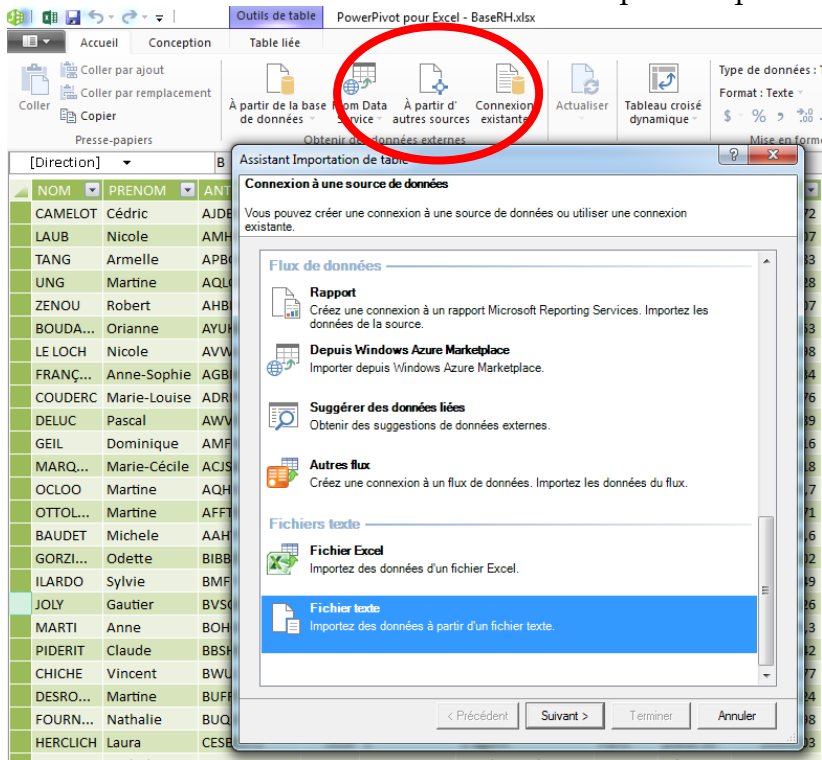 Outils de table PowerPivot pour Excel - BaseRH.xlsx
Accueil Conception Table liée
Coller
Coller par ajout
Coller par remplacement
Copier
À partir de la base de données
From Data Service
À partir d' autres sources
Connexions existantes
Actualiser
Tableau croisé dynamique
Type de données :
Format : Texte
$ % 
Presse-papiers
Obtenir des données externes
Mise en forme
[Direction]
NOM PRENOM
CAMELOT Cédric
LAUB Nicole
TANG Armelle
UNG Martine
ZENOU Robert
BOUDA... Orianne
LE LOCH Nicole
FRANÇ... Anne-Sophie
COUDERC Marie-Louise
DELUC Pascal
GEIL Dominique
MARQ... Marie-Cécile
OCLOO Martine
OTTOL... Martine
BAUDET Michele
GORZI... Odette
ILARDO Sylvie
JOLY Gautier
MARTI Anne
PIDERIT Claude
CHICHE Vincent
DESRO... Martine
FOURN... Nathalie
HERCLICH Laura
Assistant Importation de table
Connexion à une source de données
Vous pouvez créer une connexion à une source de données ou utiliser une connexion
existante.
Flux de données
Rapport
Créez une connexion à un rapport Microsoft Reporting Services. Importez les
données de la source.
Depuis Windows Azure Marketplace
Importer depuis Windows Azure Marketplace.
Suggérer des données liées
Obtenir des suggestions de données externes.
Autres flux
Créez une connexion à un flux de données. Importez les données du flux.
Fichiers texte
Fichier Excel
Importez des données d'un fichier Excel.
Fichier texte
Importez des données à partir d'un fichier texte.
< Précédent Suivant > Terminer Annuler